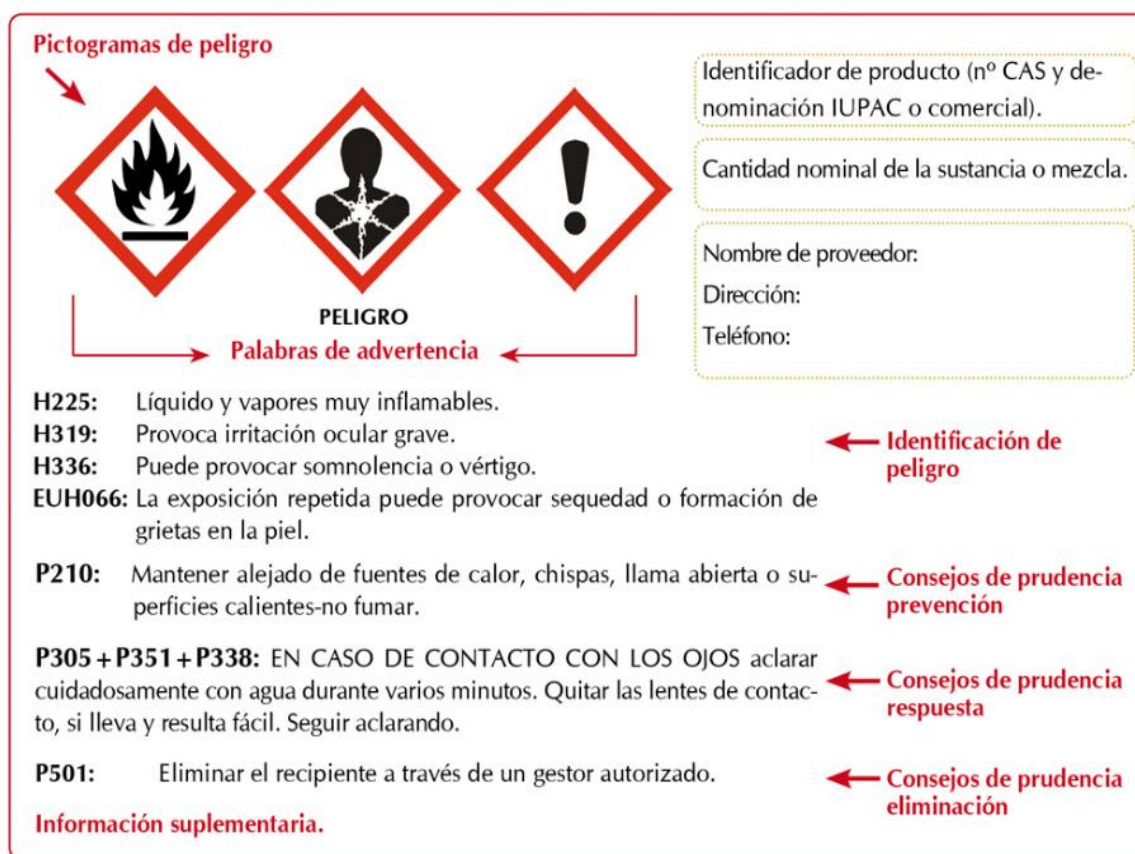 Pictogramas de peligro
Identificador de producto (nº CAS y de-
nominación IUPAC o comercial).
Cantidad nominal de la sustancia o mezcla.
Nombre de proveedor:
Dirección:
Teléfono:
PELIGRO
Palabras de advertencia
H225: Líquido y vapores muy inflamables.
H319: Provoca irritación ocular grave.
H336: Puede provocar somnolencia o vértigo.
EUH066: La exposición repetida puede provocar sequedad o formación de
grietas en la piel.
Identificación de
peligro
P210: Mantener alejado de fuentes de calor, chispas, llama abierta o su-
perficies calientes-no fumar.
Consejos de prudencia
prevención
P305+P351+P338: EN CASO DE CONTACTO CON LOS OJOS aclarar
cuidadosamente con agua durante varios minutos. Quitar las lentes de contac-
to, si lleva y resulta fácil. Seguir aclarando.
Consejos de prudencia
respuesta
P501: Eliminar el recipiente a través de un gestor autorizado.
Consejos de prudencia
eliminación
Información suplementaria.